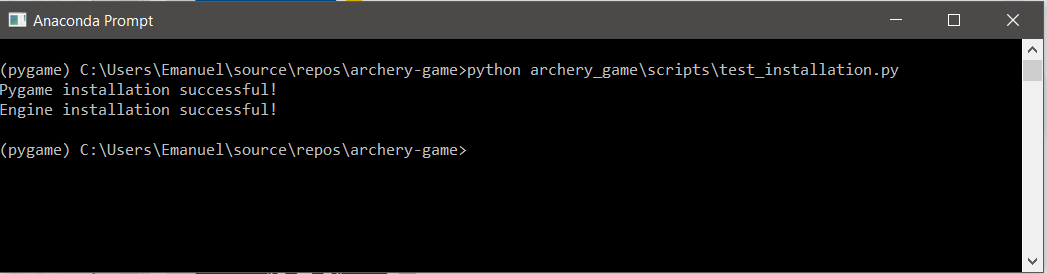 Anaconda Prompt
(pygame) C:\Users\Emanuel\source\repos\archery-game>python archery_game\scripts\test_installation.py
Pygame installation successful!
Engine installation successful!
(pygame) C:\Users\Emanuel\source\repos\archery-game>